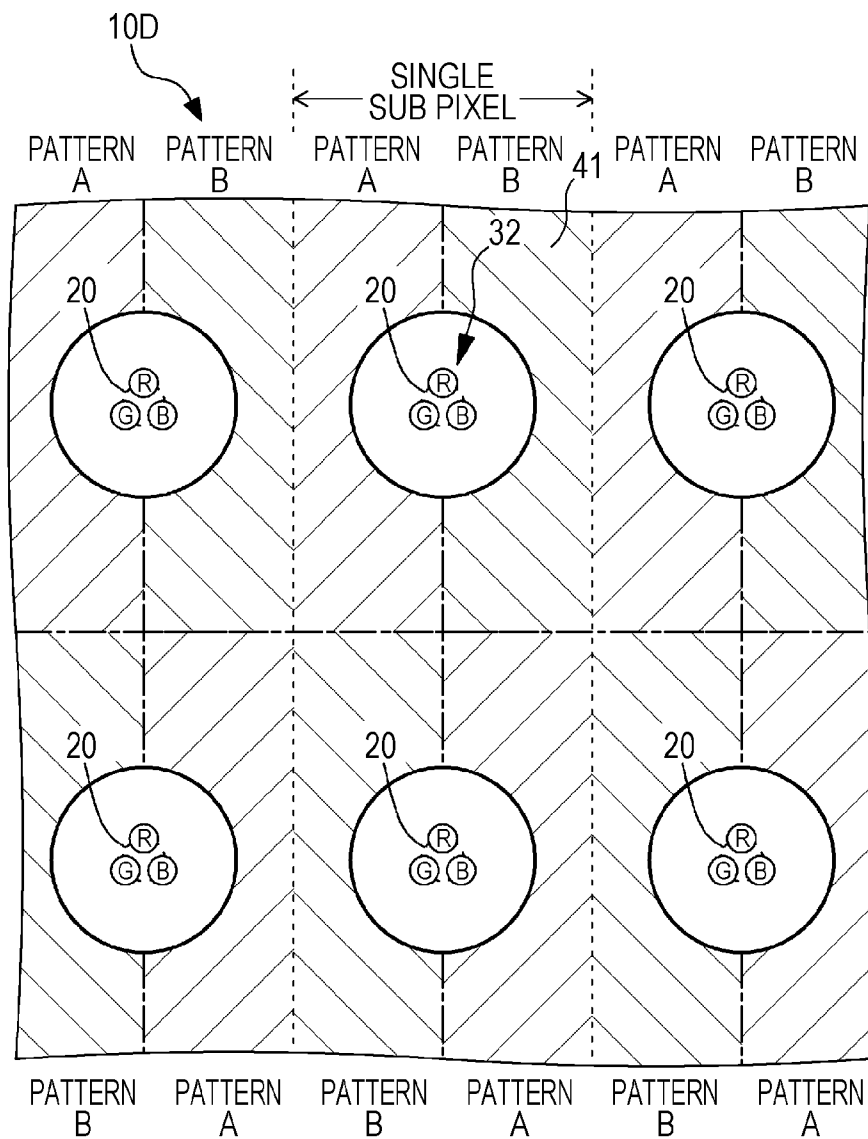 10D
SINGLE
SUB PIXEL
PATTERN A PATTERN B PATTERN A PATTERN B PATTERN A PATTERN B
41
32
20 20 20
R R R
G B G B G B
20 20 20
R R R
G B G B G B
PATTERN B PATTERN A PATTERN B PATTERN A PATTERN B PATTERN A